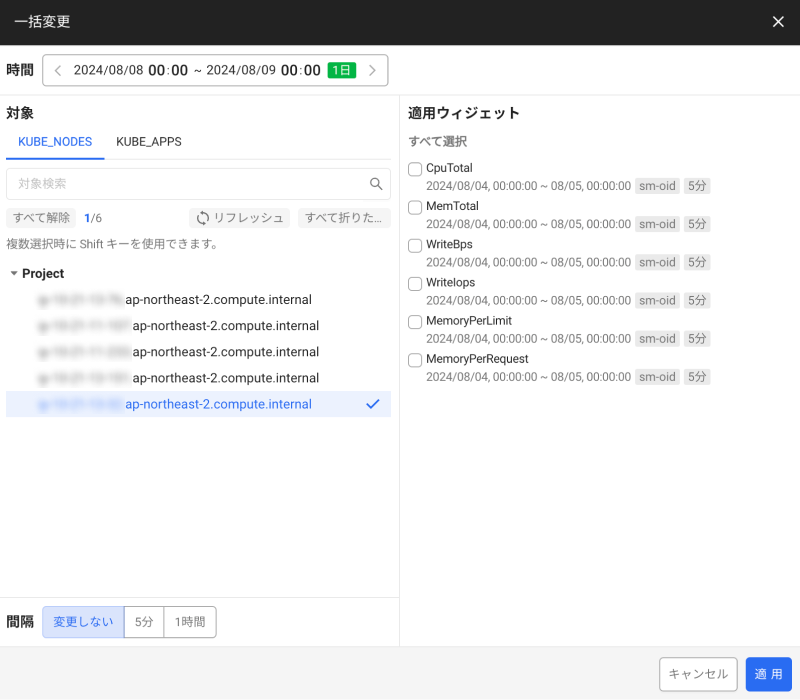 一括変更
時間 2024/08/08 00:00 ~ 2024/08/09 00:00 1日
対象
KUBE_NODES KUBE_APPS
対象検索
すべて解除 1/6 リフレッシュ すべて折りた...
複数選択時に Shift キーを使用できます。
Project
ap-northeast-2.compute.internal
ap-northeast-2.compute.internal
ap-northeast-2.compute.internal
ap-northeast-2.compute.internal
ap-northeast-2.compute.internal
間隔 変更しない 5分 1時間
適用ウィジェット
すべて選択
CpuTotal
2024/08/04, 00:00:00 ~ 08/05, 00:00:00 sm-oid 5分
MemTotal
2024/08/04, 00:00:00 ~ 08/05, 00:00:00 sm-oid 5分
WriteBps
2024/08/04, 00:00:00 ~ 08/05, 00:00:00 sm-oid 5分
WriteIops
2024/08/04, 00:00:00 ~ 08/05, 00:00:00 sm-oid 5分
MemoryPerLimit
2024/08/04, 00:00:00 ~ 08/05, 00:00:00 sm-oid 5分
MemoryPerRequest
2024/08/04, 00:00:00 ~ 08/05, 00:00:00 sm-oid 5分
キャンセル 適 用